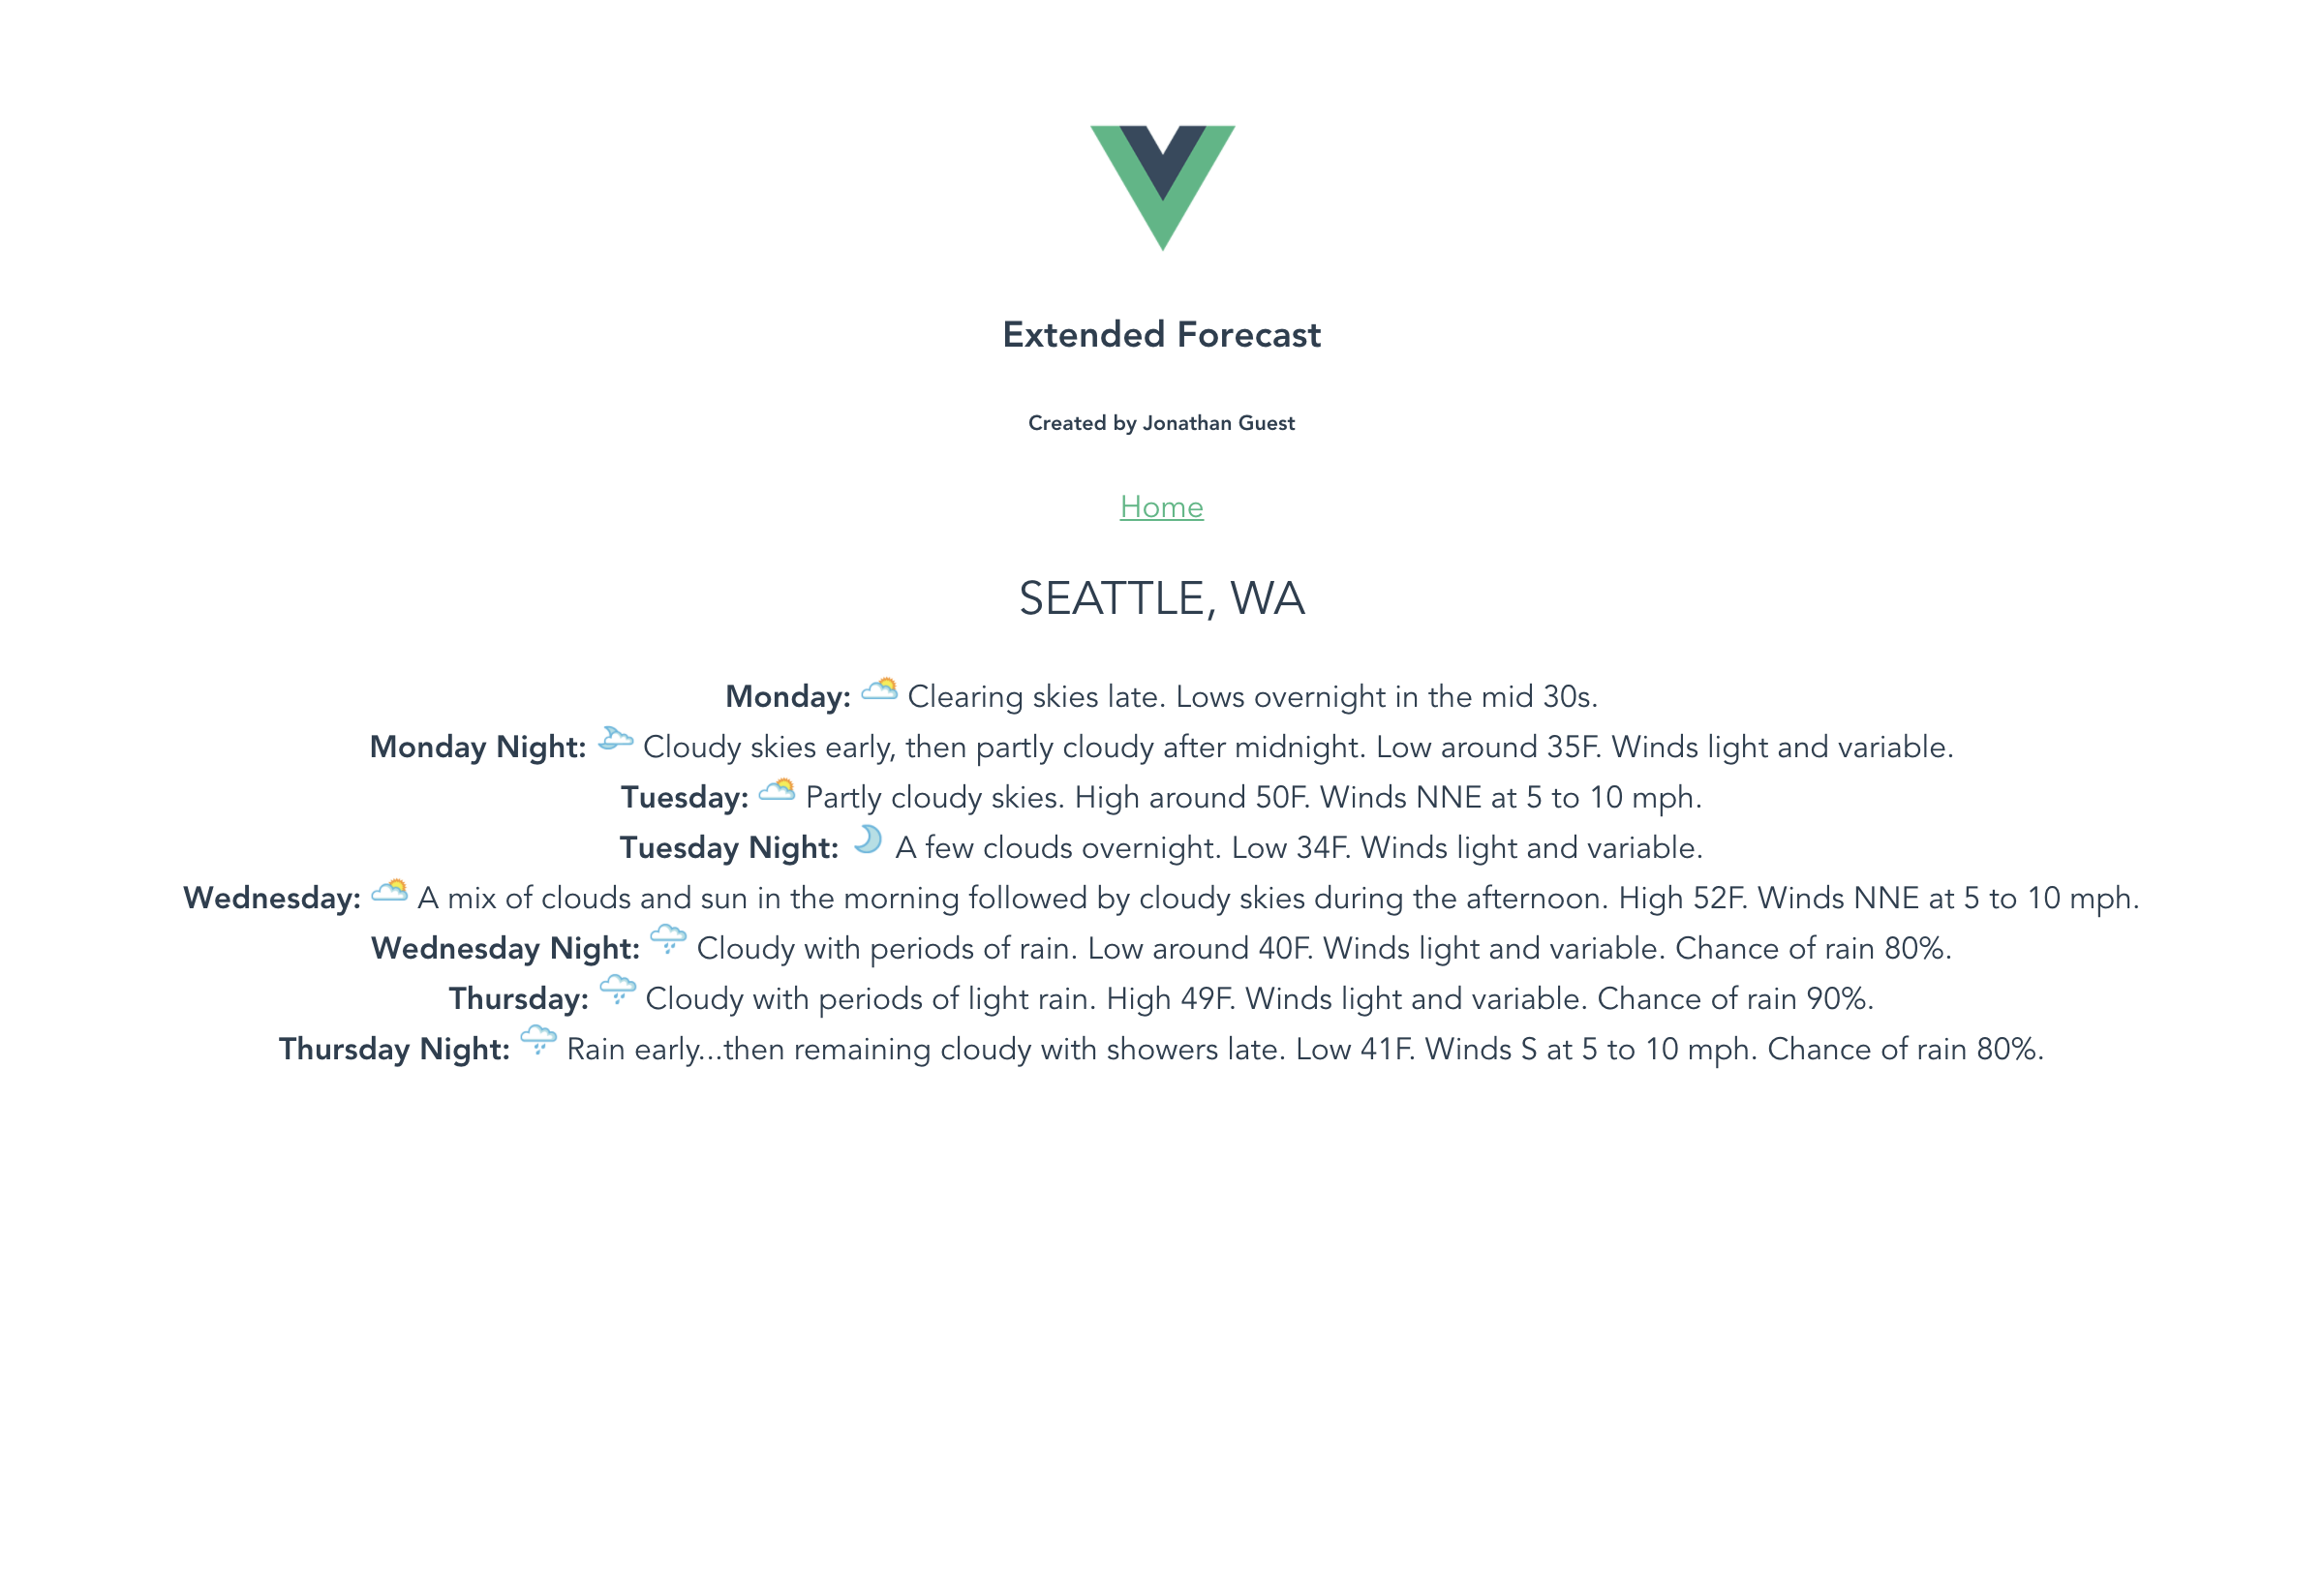 Extended Forecast
Created by Jonathan Guest
Home
SEATTLE, WA
Monday: Clearing skies late. Lows overnight in the mid 30s.
Monday Night: Cloudy skies early, then partly cloudy after midnight. Low around 35F. Winds light and variable.
Tuesday: Partly cloudy skies. High around 50F. Winds NNE at 5 to 10 mph.
Tuesday Night: A few clouds overnight. Low 34F. Winds light and variable.
Wednesday: A mix of clouds and sun in the morning followed by cloudy skies during the afternoon. High 52F. Winds NNE at 5 to 10 mph.
Wednesday Night: Cloudy with periods of rain. Low around 40F. Winds light and variable. Chance of rain 80%.
Thursday: Cloudy with periods of light rain. High 49F. Winds light and variable. Chance of rain 90%.
Thursday Night: Rain early...then remaining cloudy with showers late. Low 41F. Winds S at 5 to 10 mph. Chance of rain 80%.